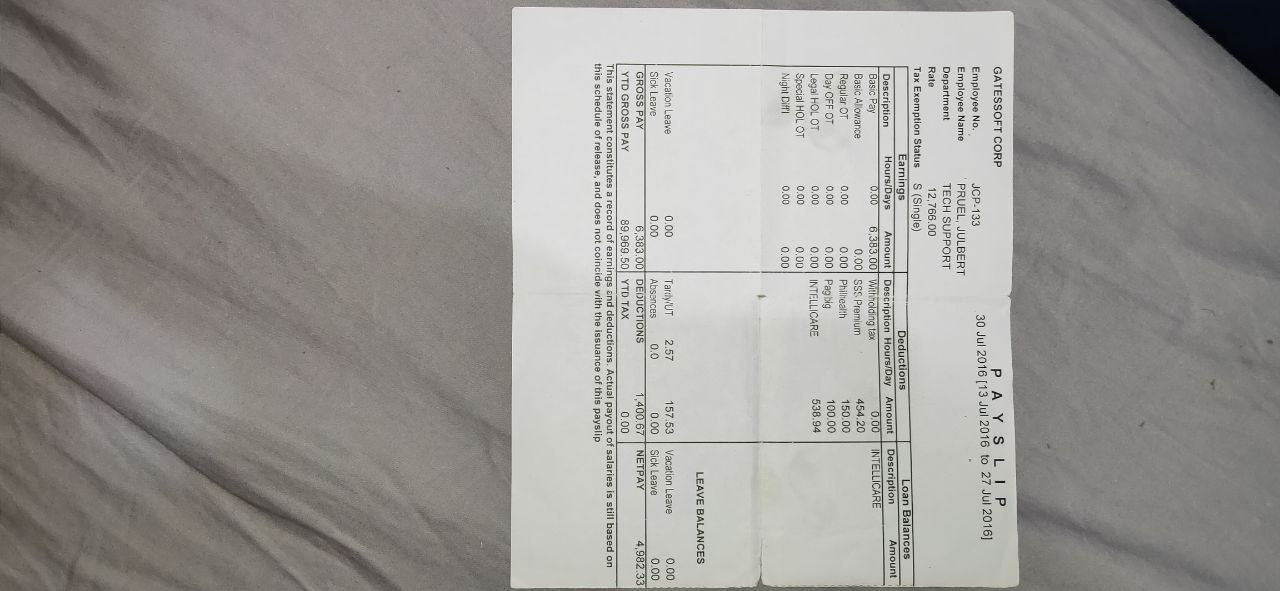 GATESSOFT CORP
P A Y S L I P
30 Jul 2016 [13 Jul 2016 to 27 Jul 2016]
Employee No. JCP-133
Employee Name PRUEL, JULBERT
Department TECH SUPPORT
Rate 12,766.00
Tax Exemption Status S (Single)
Earnings Deductions Loan Balances
Description Hours/Days Amount Description Hours/Day Amount Description Amount
Basic Pay 0.00 6,383.00 Withholding tax 0.00 INTELLICARE
Basic Allowance 0.00 SSS Premium 454.20
Regular OT 0.00 0.00 Philhealth 150.00
Day OFF OT 0.00 0.00 Pagbig 100.00
Legal HOL OT 0.00 0.00 INTELLICARE 538.94
Special HOL OT 0.00 0.00
Night Diff'l 0.00 0.00
LEAVE BALANCES
Vacation Leave 0.00 Tardy/UT 2.57 157.53 Vacation Leave 0.00
Sick Leave 0.00 Absences 0.0 0.00 Sick Leave 0.00
GROSS PAY 6,383.00 DEDUCTIONS 1,400.67 NETPAY 4,982.33
YTD GROSS PAY 89,969.50 YTD TAX 0.00
This statement constitutes a record of earnings and deductions. Actual payout of salaries is still based on
this schedule of release, and does not coincide with the issuance of this payslip